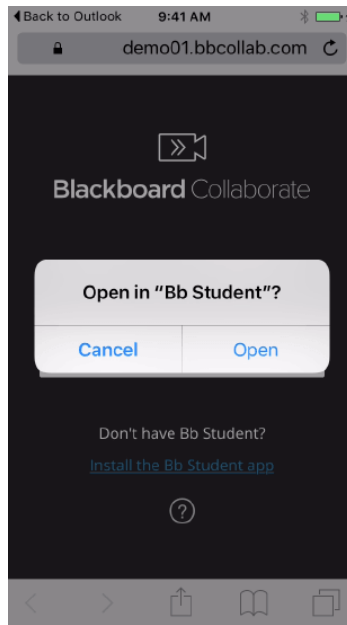 Back to Outlook 9:41 AM
demo01.bbcollab.com
Blackboard Collaborate
Open in “Bb Student”?
Cancel Open
Don't have Bb Student?
Install the Bb Student app
?